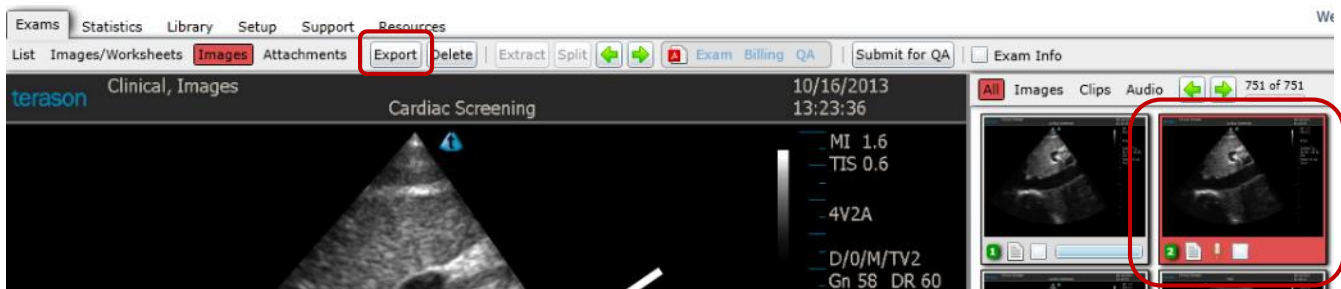 We
Exams Statistics Library Setup Support Resources
List Images/Worksheets Images Attachments Export Delete Extract Split Exam Billing QA Submit for QA Exam Info
terason Clinical, Images 10/16/2013
Cardiac Screening 13:23:36
All Images Clips Audio 751 of 751
MI 1.6
TIS 0.6
4V2A
D/0/M/TV2
Gn 58 DR 60
1 2